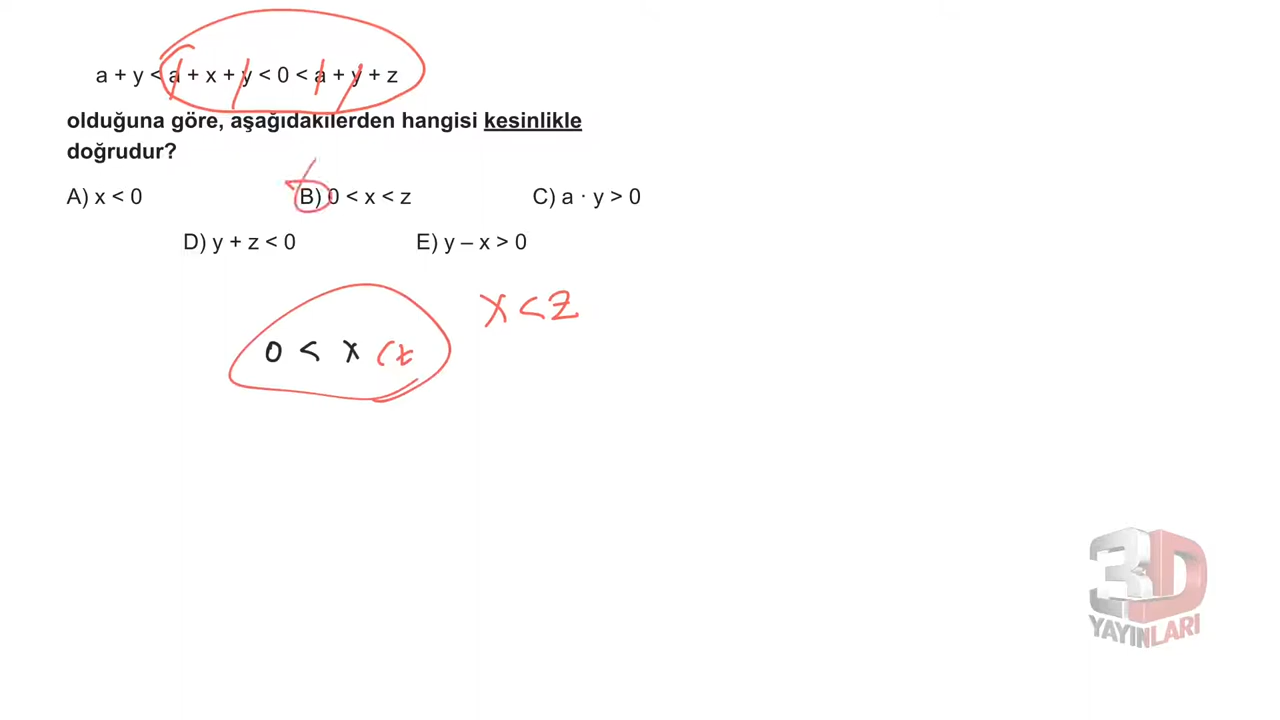 a + y < a + x + y < 0 < a + y + z
olduğuna göre, aşağıdakilerden hangisi kesinlikle
doğrudur?
A) x < 0 B) 0 < x < z C) a · y > 0
D) y + z < 0 E) y – x > 0
x < z
0 < x < z
3D
YAYINLARI